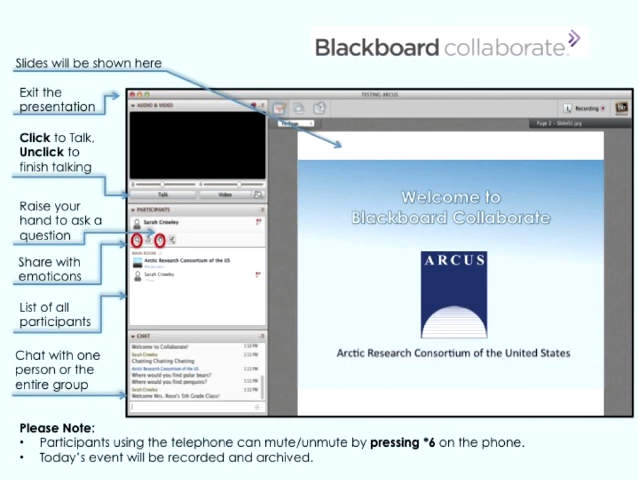 Blackboard collaborate
Slides will be shown here
Exit the
presentation
Click to Talk,
Unclick to
finish talking
Raise your
hand to ask a
question
Share with
emoticons
List of all
participants
Chat with one
person or the
entire group
TESTING ARCUS
AUDIO & VIDEO
Talk
Video
PARTICIPANTS
Sarah Crowley
MAIN ROOM
Arctic Research Consortium of the US
Moderator
Sarah Crowley
CHAT
Welcome to Collaborate!
Sarah Crowley
Chatting Chatting Chatting
Arctic Research Consortium of the US
Where would you find polar bears?
Where would you find penguins?
Sarah Crowley
Welcome Mrs. Rose's 5th Grade Class!
Recording
Welcome to
Blackboard Collaborate
ARCUS
Arctic Research Consortium of the United States
Please Note:
• Participants using the telephone can mute/unmute by pressing *6 on the phone.
• Today's event will be recorded and archived.